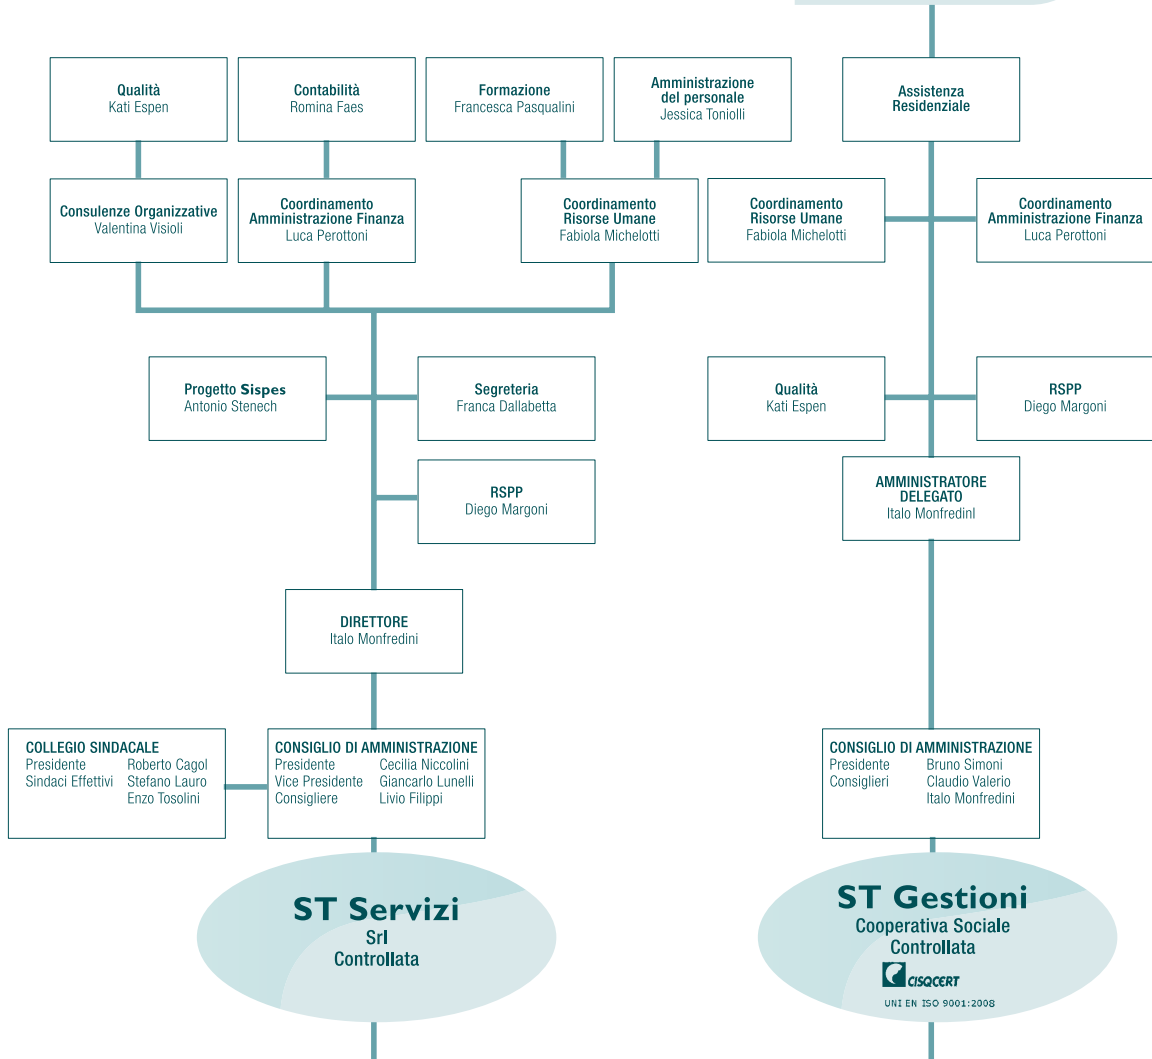 Qualità
Kati Espen
Contabilità
Romina Faes
Formazione
Francesca Pasqualini
Amministrazione
del personale
Jessica Toniolli
Assistenza
Residenziale
Consulenze Organizzative
Valentina Visioli
Coordinamento
Amministrazione Finanza
Luca Perottoni
Coordinamento
Risorse Umane
Fabiola Michelotti
Coordinamento
Risorse Umane
Fabiola Michelotti
Coordinamento
Amministrazione Finanza
Luca Perottoni
Progetto Sispes
Antonio Stenech
Segreteria
Franca Dallabetta
Qualità
Kati Espen
RSPP
Diego Margoni
RSPP
Diego Margoni
AMMINISTRATORE
DELEGATO
Italo MonfredinI
DIRETTORE
Italo Monfredini
COLLEGIO SINDACALE
Presidente Roberto Cagol
Sindaci Effettivi Stefano Lauro
Enzo Tosolini
CONSIGLIO DI AMMINISTRAZIONE
Presidente Cecilia Niccolini
Vice Presidente Giancarlo Lunelli
Consigliere Livio Filippi
CONSIGLIO DI AMMINISTRAZIONE
Presidente Bruno Simoni
Consiglieri Claudio Valerio
Italo Monfredini
ST Servizi
Srl
Controllata
ST Gestioni
Cooperativa Sociale
Controllata
CISQCERT
UNI EN ISO 9001:2008